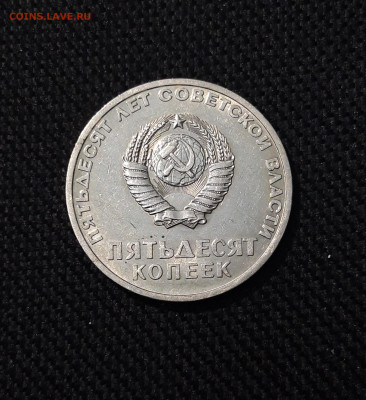 COINS.LAVE.RU
ПЯТЬДЕСЯТ ЛЕТ СОВЕТСКОЙ ВЛАСТИ
ПЯТЬДЕСЯТ
КОПЕЕК